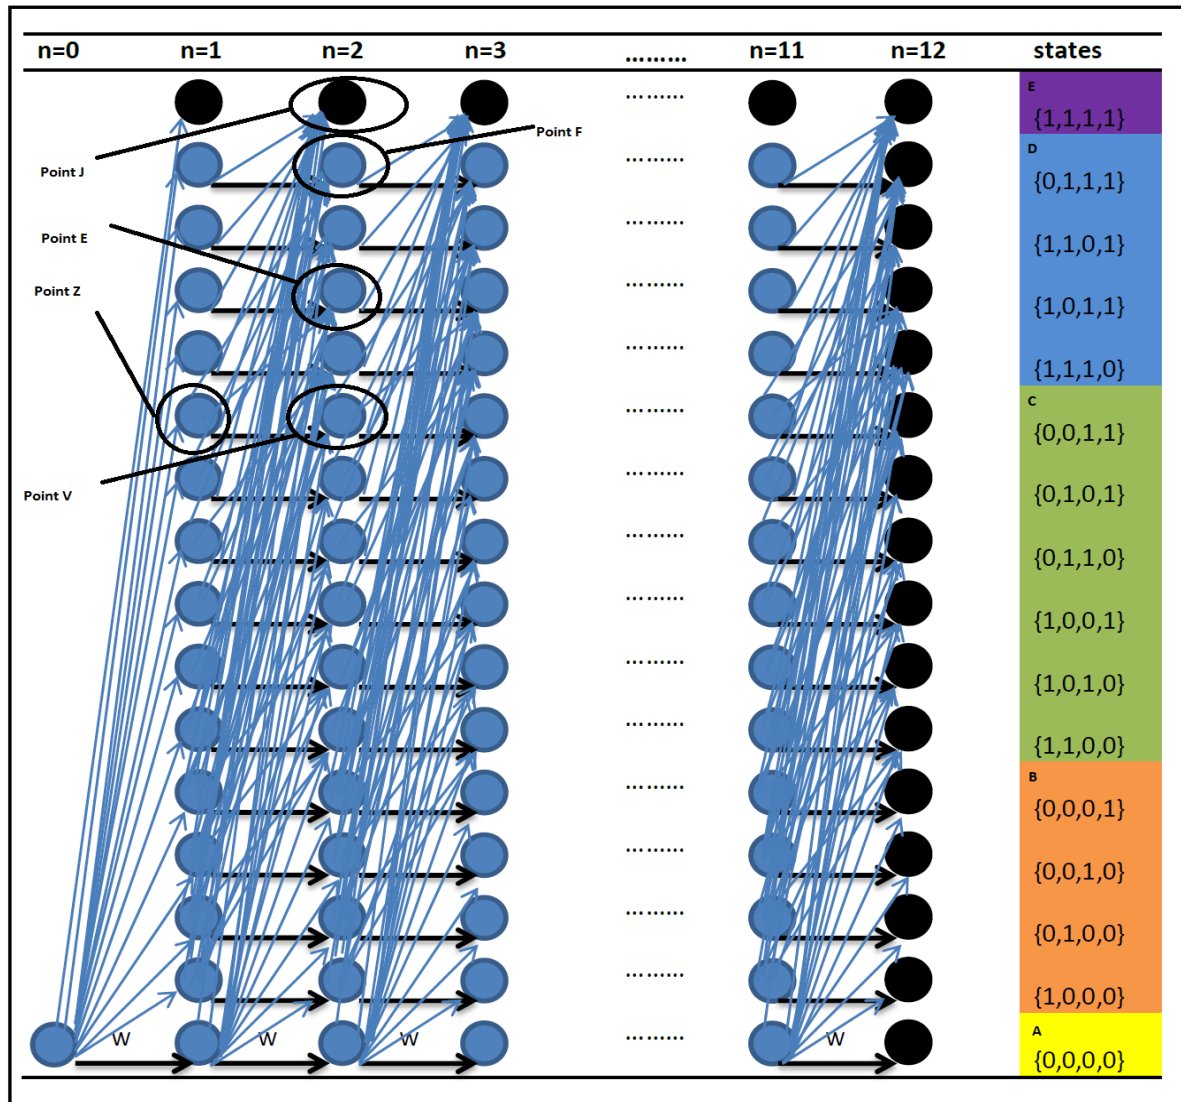 n=0 n=1 n=2 n=3 ......... n=11 n=12 states
E
......... {1,1,1,1}
Point F
D
.........
Point J {0,1,1,1}
.........
Point E {1,1,0,1}
.........
Point Z
{1,0,1,1}
.........
{1,1,1,0}
C
.........
{0,0,1,1}
.........
Point V {0,1,0,1}
.........
{0,1,1,0}
.........
{1,0,0,1}
.........
{1,0,1,0}
.........
{1,1,0,0}
B
.........
{0,0,0,1}
.........
{0,0,1,0}
.........
{0,1,0,0}
.........
{1,0,0,0}
A
W W W ......... W
{0,0,0,0}